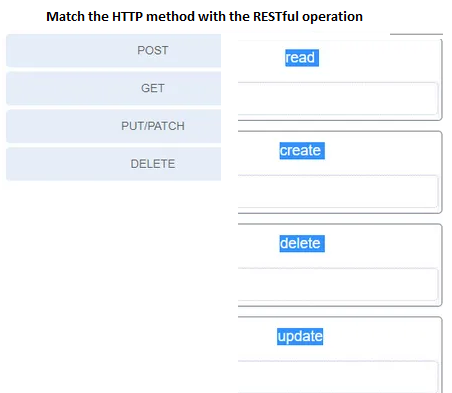 Match the HTTP method with the RESTful operation
POST
GET
PUT/PATCH
DELETE
read
create
delete
update